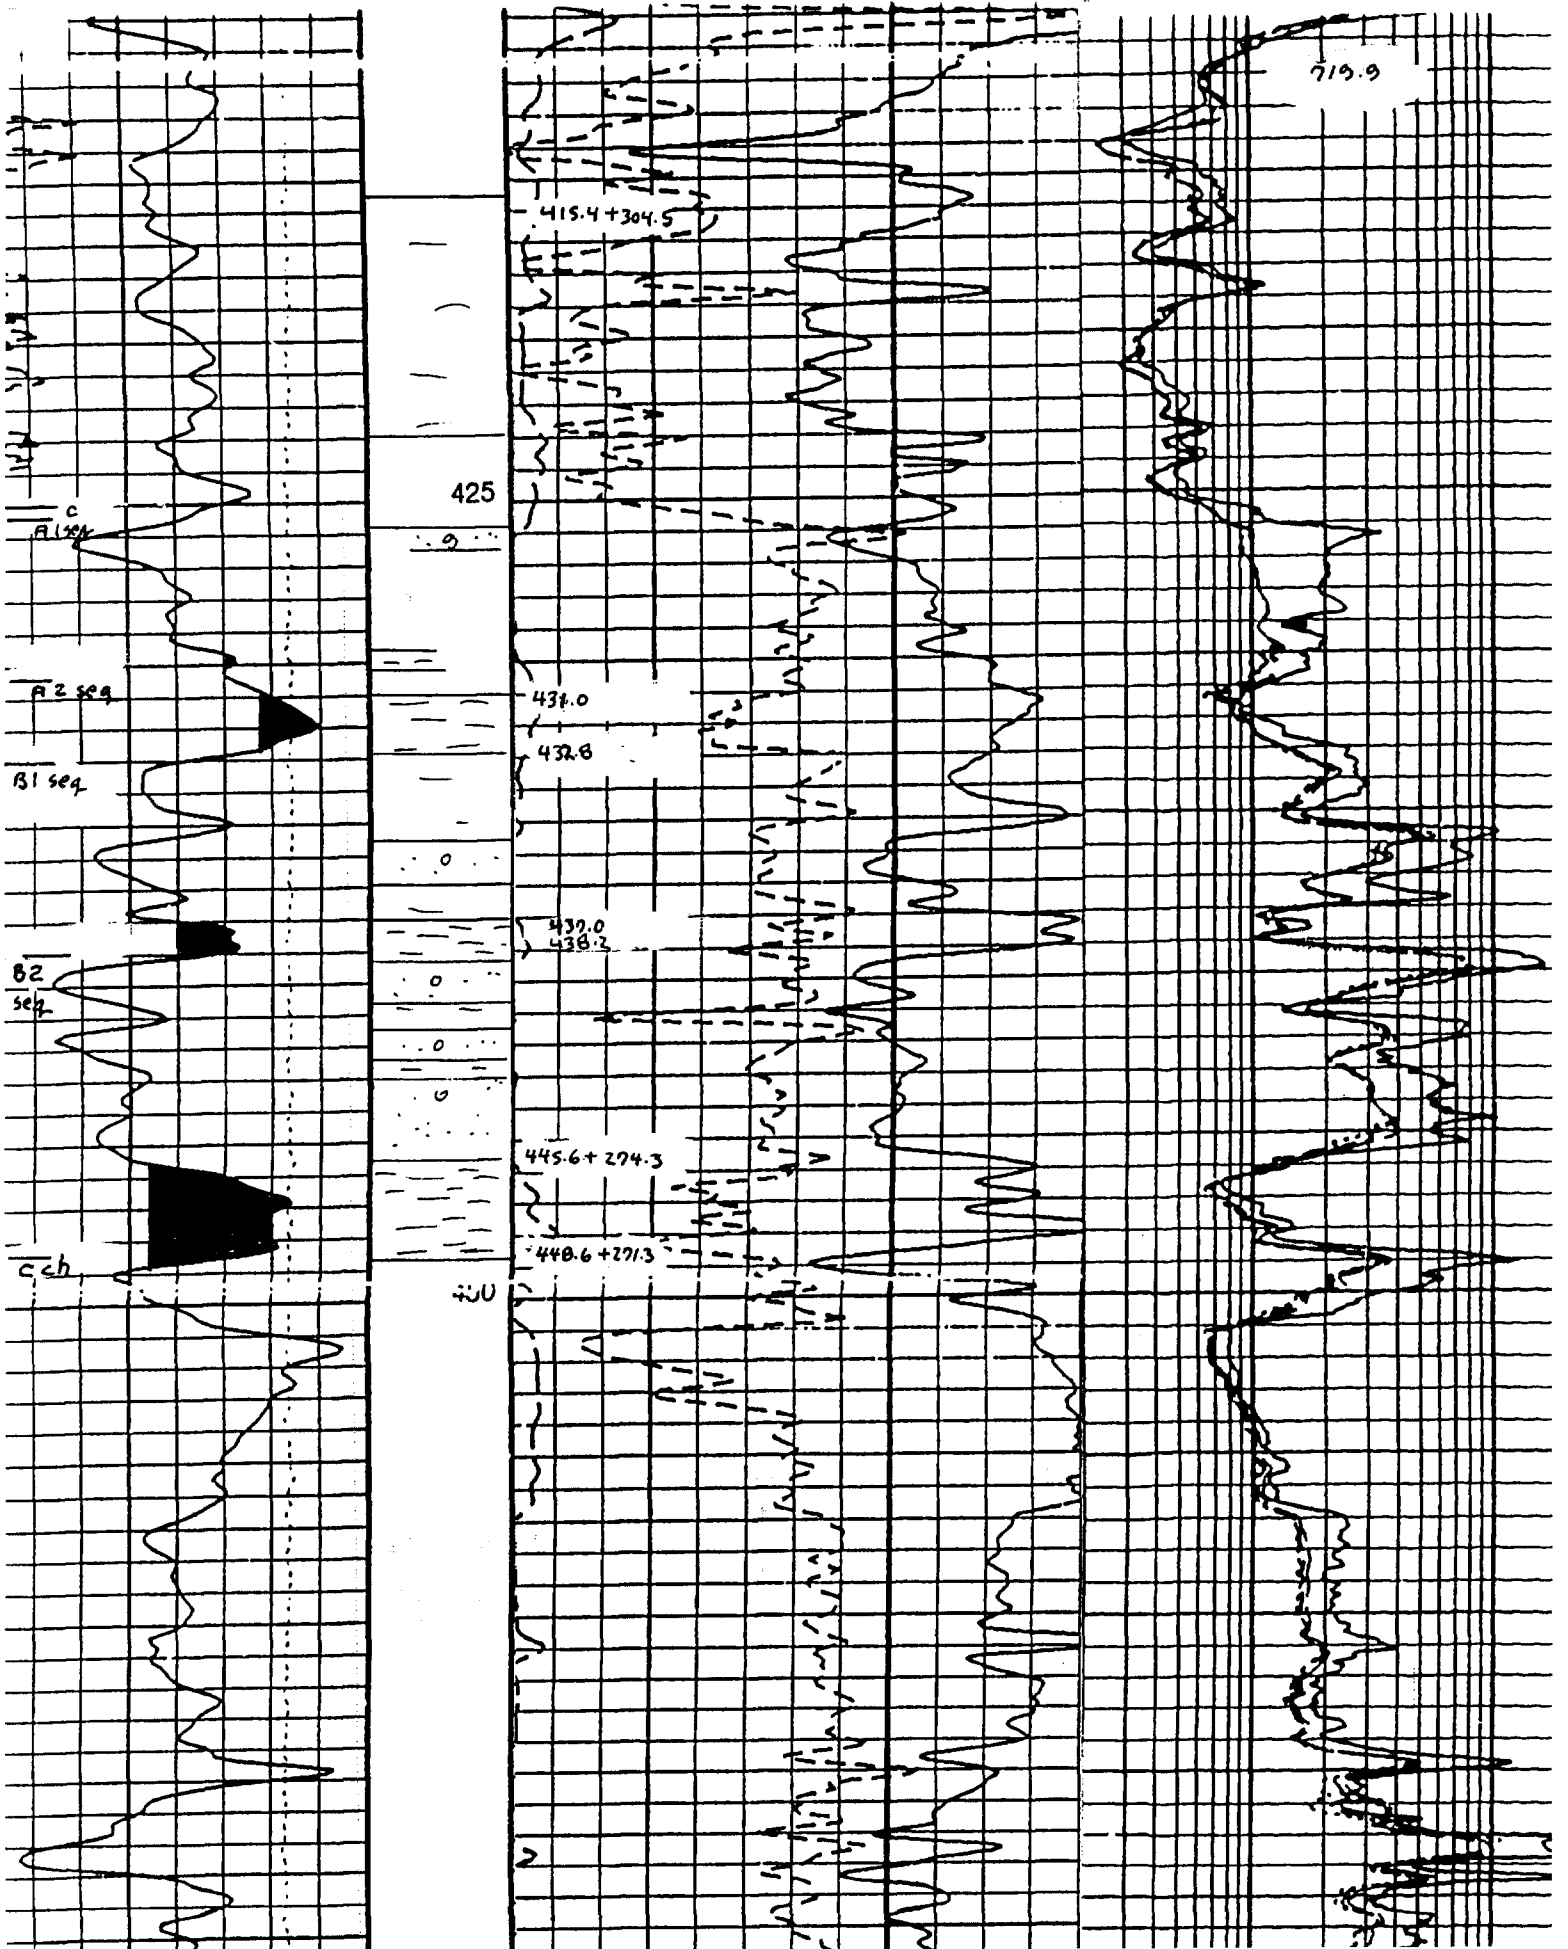 719.9
415.4 + 304.5
425
c
A1 seq
A2 seq
431.0
432.8
B1 seq
437.0
438.2
B2
seq
445.6 + 274.3
448.6 + 271.3
c ch